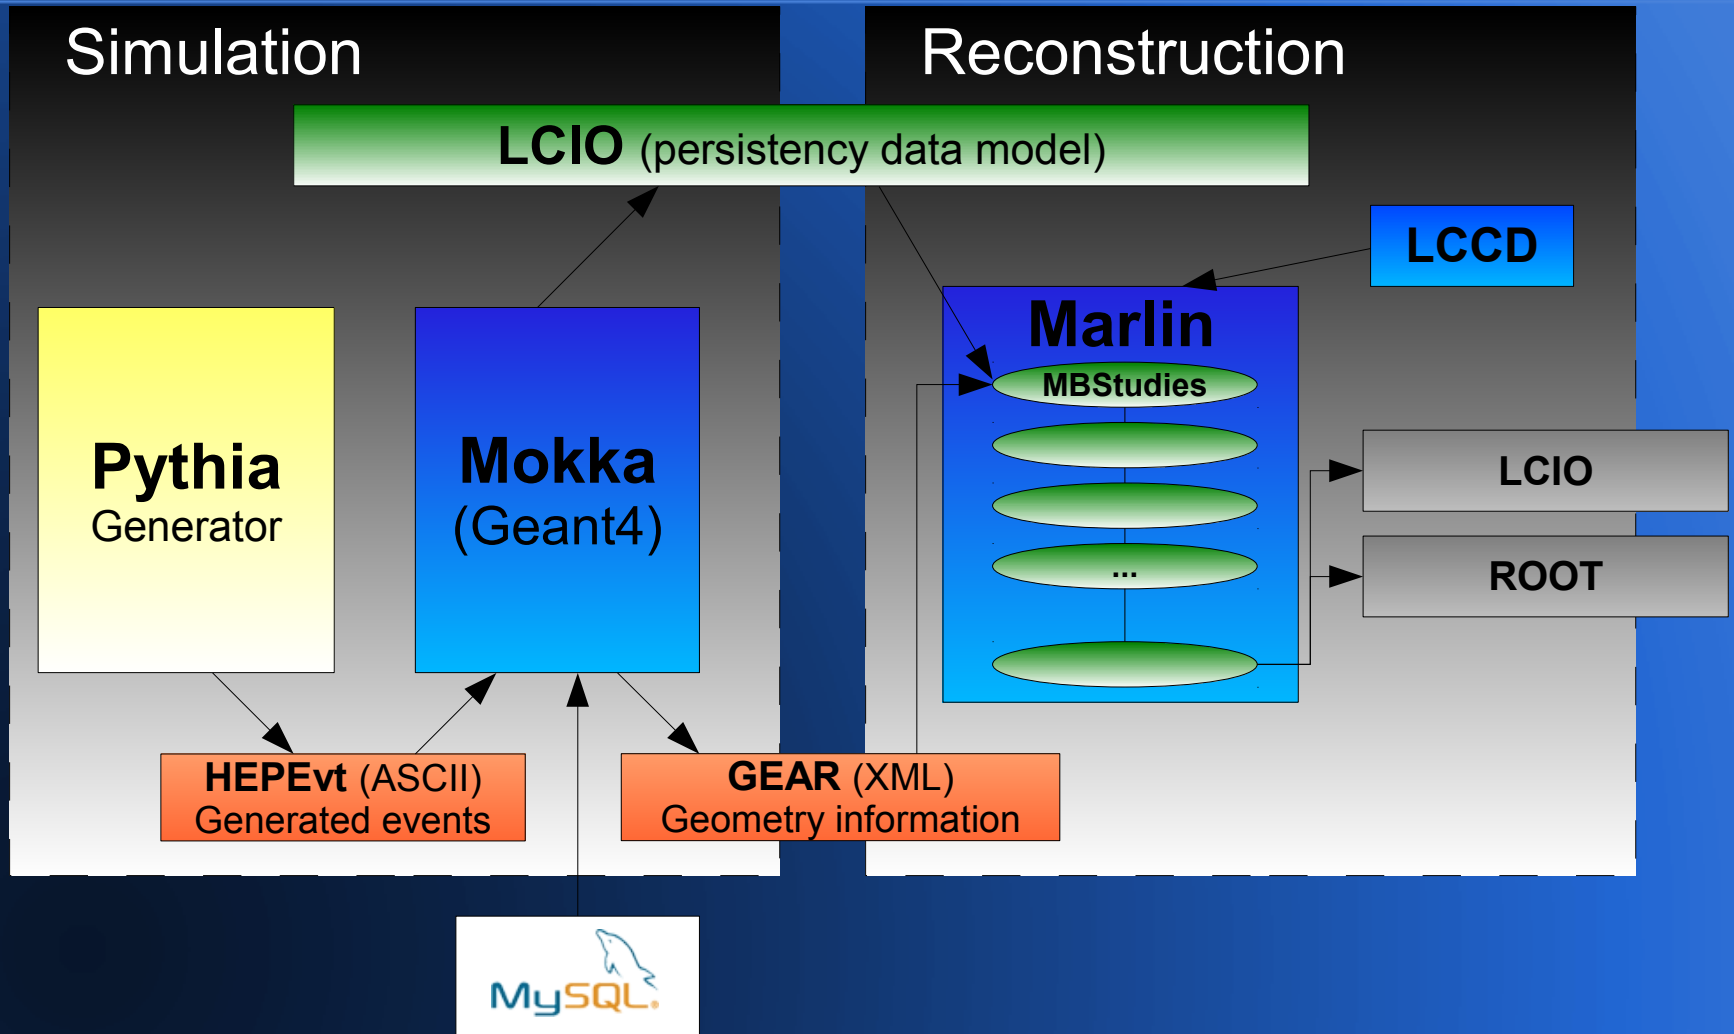 Simulation
Reconstruction
LCIO (persistency data model)
LCCD
Marlin
MBStudies
...
Pythia
Generator
Mokka
(Geant4)
LCIO
ROOT
HEPEvt (ASCII)
Generated events
GEAR (XML)
Geometry information
MySQL®